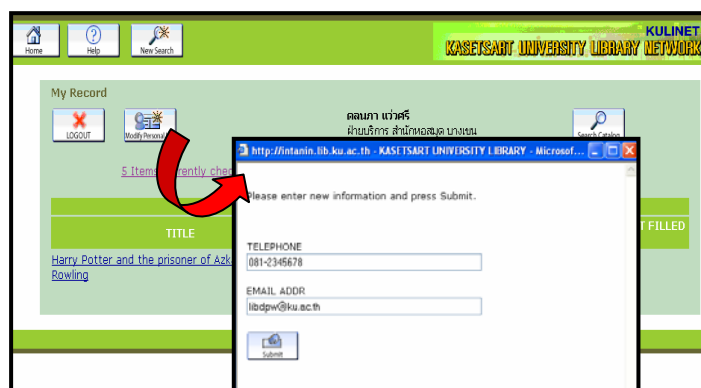 Home
Help
New Search
KULINET
KASETSART UNIVERSITY LIBRARY NETWORK
My Record
LOGOUT
Modify Personal
ดลนภา แว่วศรี
ฝ่ายบริการ สำนักหอสมุด บางเขน
Search Catalog
5 Items
http://intanin.lib.ku.ac.th - KASETSART UNIVERSITY LIBRARY - Microsof...
Please enter new information and press Submit.
TITLE
FILLED
Harry Potter and the prisoner of
Rowling
TELEPHONE
081-2345678
EMAIL ADDR
libdpw@ku.ac.th
Submit